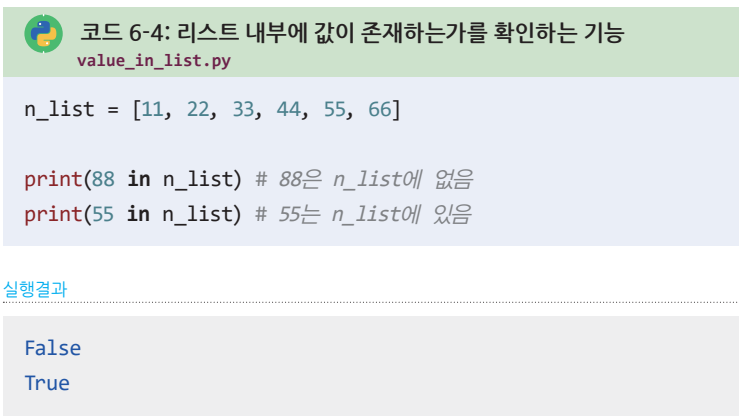 코드 6-4: 리스트 내부에 값이 존재하는가를 확인하는 기능
value_in_list.py
n_list = [11, 22, 33, 44, 55, 66]
print(88 in n_list) # 88은 n_list에 없음
print(55 in n_list) # 55는 n_list에 있음
실행결과
False
True